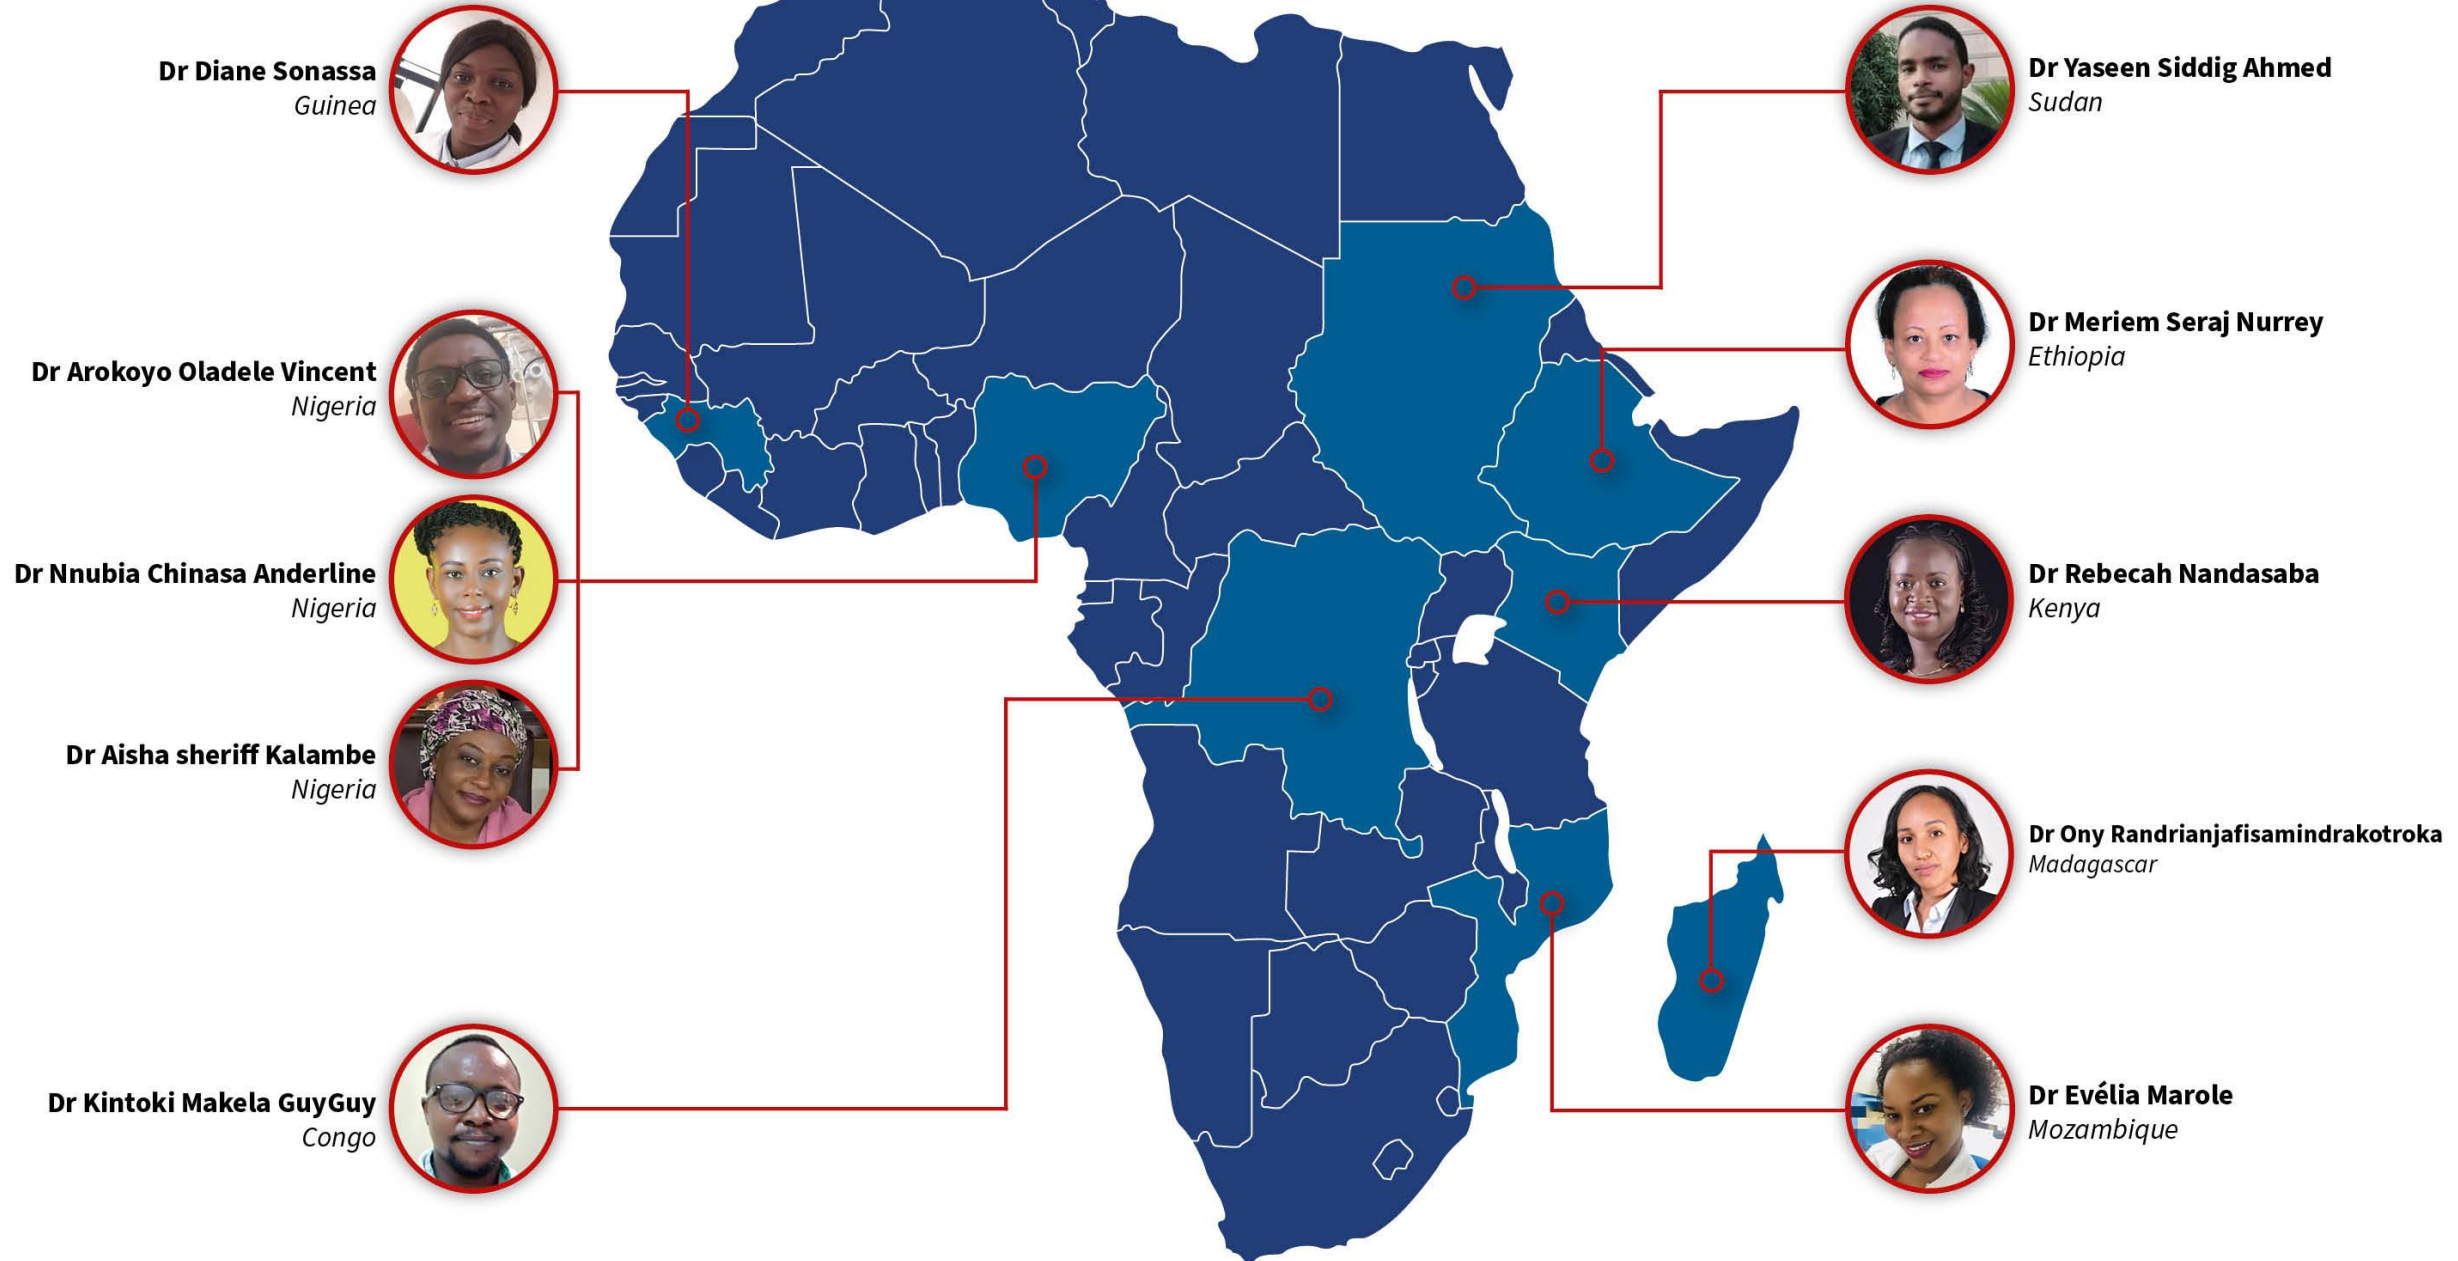 Dr Diane Sonassa
Guinea
Dr Arokoyo Oladele Vincent
Nigeria
Dr Nnubia Chinasa Anderline
Nigeria
Dr Aisha sheriff Kalambe
Nigeria
Dr Kintoki Makela GuyGuy
Congo
Dr Yaseen Siddig Ahmed
Sudan
Dr Meriem Seraj Nurrey
Ethiopia
Dr Rebecah Nandasaba
Kenya
Dr Ony Randrianjafisamindrakotroka
Madagascar
Dr Evélia Marole
Mozambique